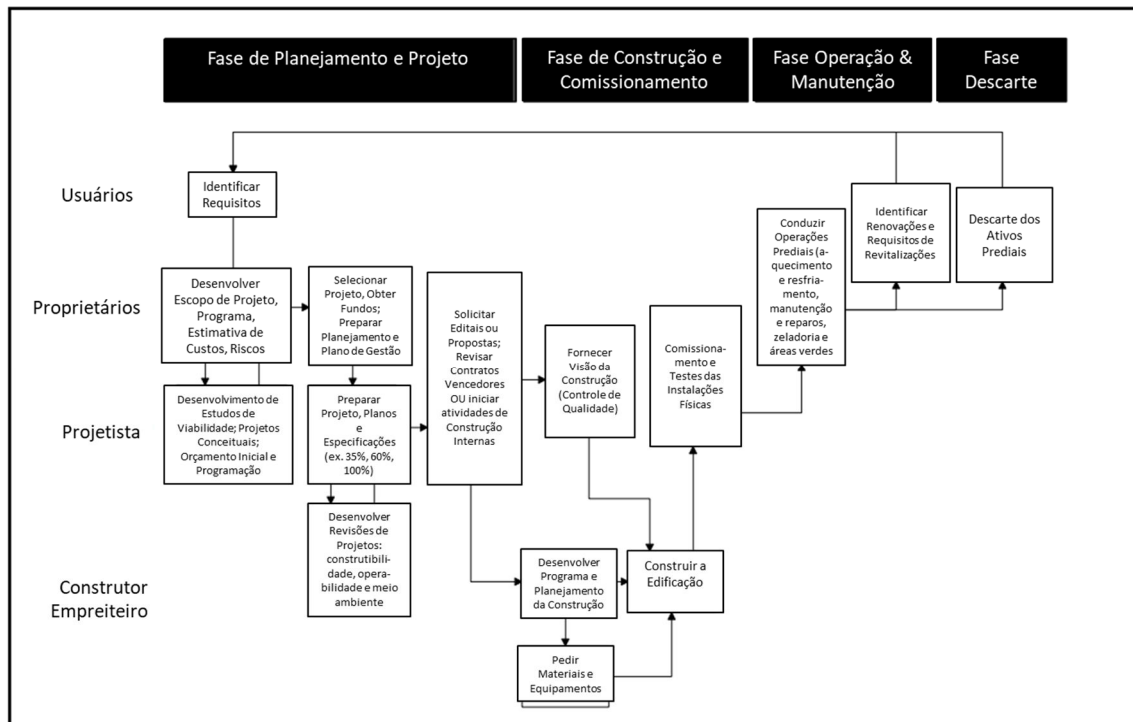 Fase de Planejamento e Projeto
Fase de Construção e
Comissionamento
Fase Operação &
Manutenção
Fase
Descarte
Usuários
Identificar
Requisitos
Identificar
Renovações e
Requisitos de
Revitalizações
Descarte dos
Ativos
Prediais
Conduzir
Operações
Prediais (a-
quecimento
e resfria-
mento,
manutenção
e reparos,
zeladoria e
áreas verdes
Proprietários
Desenvolver
Escopo de Projeto,
Programa,
Estimativa de
Custos, Riscos
Selecionar
Projeto, Obter
Fundos;
Preparar
Planejamento e
Plano de Gestão
Solicitar
Editais ou
Propostas;
Revisar
Contratos
Vencedores
OU iniciar
atividades de
Construção
Internas
Fornecer
Visão da
Construção
(Controle de
Qualidade)
Comissiona-
mento e
Testes das
Instalações
Físicas
Projetista
Desenvolvimento de
Estudos de
Viabilidade; Projetos
Conceituais;
Orçamento Inicial e
Programação
Preparar
Projeto, Planos
e
Especificações
(ex. 35%, 60%,
100%)
Construtor
Empreiteiro
Desenvolver
Revisões de
Projetos:
construtibili-
dade, opera-
bilidade e meio
ambiente
Desenvolver
Programa e
Planejamento
da Construção
Construir a
Edificação
Pedir
Materiais e
Equipamentos